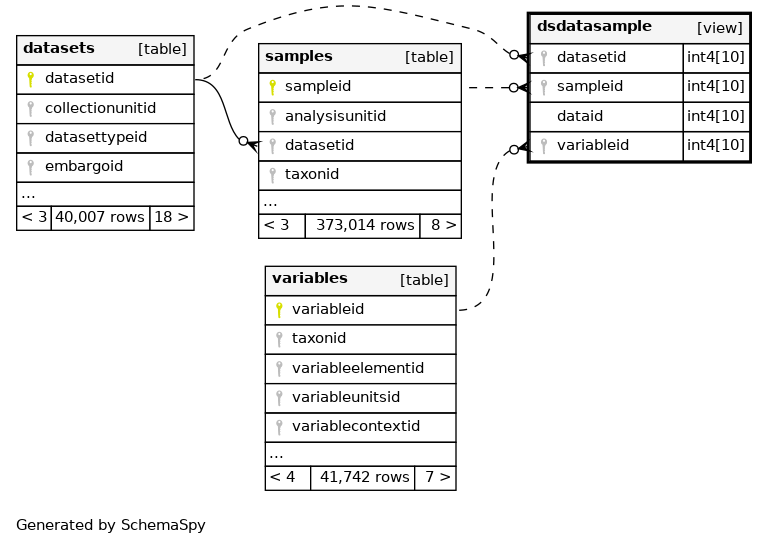 datasets [table]
datasetid
collectionunitid
datasettypeid
embargoid
...
< 3 40,007 rows 18 >
samples [table]
sampleid
analysisunitid
datasetid
taxonid
...
< 3 373,014 rows 8 >
dsdatasample [view]
datasetid int4[10]
sampleid int4[10]
dataid int4[10]
variableid int4[10]
variables [table]
variableid
taxonid
variableelementid
variableunitsid
variablecontextid
...
< 4 41,742 rows 7 >
Generated by SchemaSpy